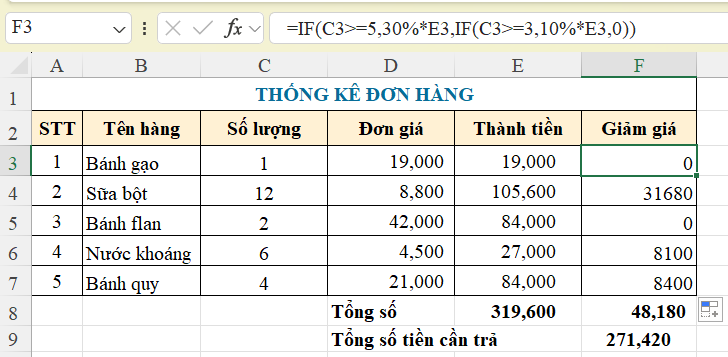 F3 fx =IF(C3>=5,30%*E3,IF(C3>=3,10%*E3,0))
A B C D E F
1 THỐNG KÊ ĐƠN HÀNG
2 STT Tên hàng Số lượng Đơn giá Thành tiền Giảm giá
3 1 Bánh gạo 1 19,000 19,000 0
4 2 Sữa bột 12 8,800 105,600 31680
5 3 Bánh flan 2 42,000 84,000 0
6 4 Nước khoáng 6 4,500 27,000 8100
7 5 Bánh quy 4 21,000 84,000 8400
8 Tổng số 319,600 48,180
9 Tổng số tiền cần trả 271,420